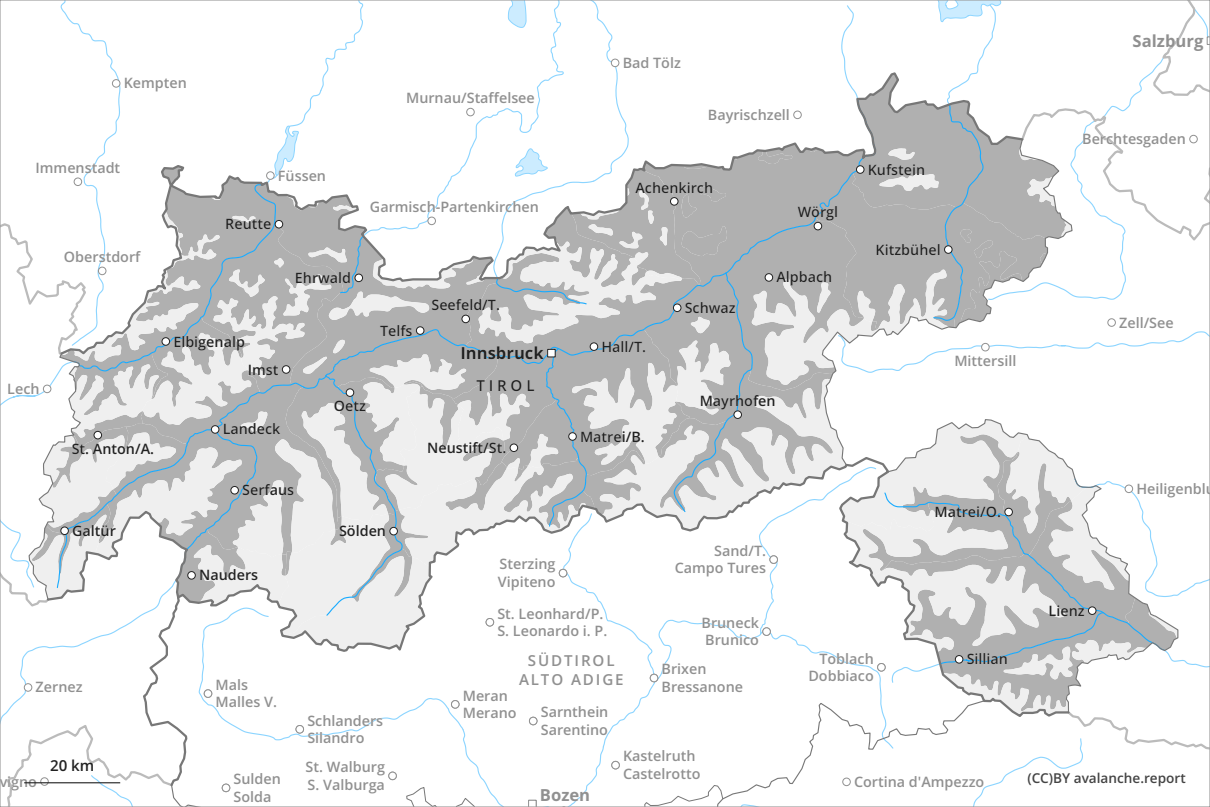 Salzburg
Bad Tölz
Kempten
Murnau/Staffelsee
Bayrischzell
Berchtesgaden
Immenstadt
Füssen
Kufstein
Achenkirch
Garmisch-Partenkirchen
Wörgl
Reutte
Kitzbühel
Oberstdorf
Ehrwald
Alpbach
Seefeld/T.
Schwaz
Zell/See
Telfs
Elbigenalp
Innsbruck
Hall/T.
Mittersill
Imst
TIROL
Lech
Oetz
Mayrhofen
Landeck
Matrei/B.
St. Anton/A.
Neustift/St.
Serfaus
Heiligenblu
Matrei/O.
Galtür
Sölden
Sand/T.
Campo Tures
Sterzing
Vipiteno
Nauders
Lienz
St. Leonhard/P.
S. Leonardo i. P.
Bruneck
Brunico
SÜDTIROL
ALTO ADIGE
Toblach
Dobbiaco
Sillian
Brixen
Bressanone
Zernez
Mals
Malles V.
Meran
Merano
Sarnthein
Sarentino
Schlanders
Silandro
Kastelruth
Castelrotto
20 km
St. Walburg
S. Valburga
vigno
Sulden
Solda
Cortina d'Ampezzo
(CC)BY avalanche.report
Bozen